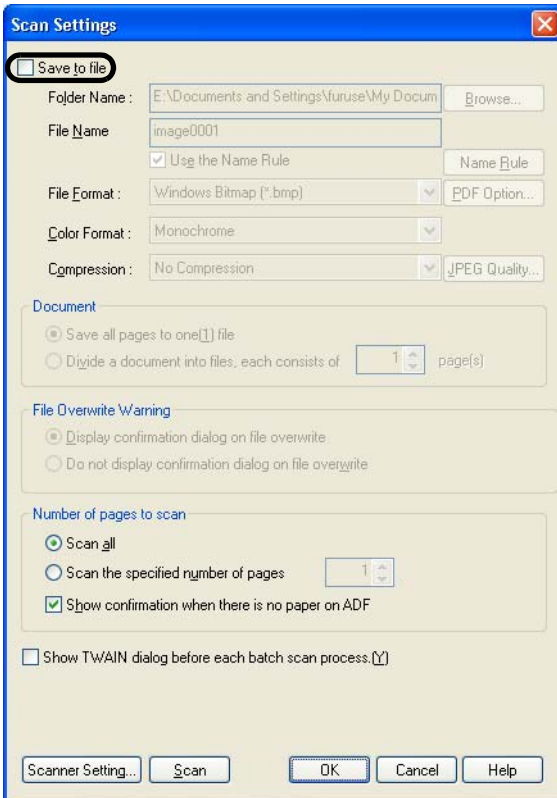 Scan Settings
Save to file
Folder Name : E:\Documents and Settings\furuse\My Docum Browse...
File Name image0001
Use the Name Rule Name Rule
File Format : Windows Bitmap (*.bmp) PDF Option...
Color Format : Monochrome
Compression : No Compression JPEG Quality...
Document
Save all pages to one(1) file
Divide a document into files, each consists of 1 page(s)
File Overwrite Warning
Display confirmation dialog on file overwrite
Do not display confirmation dialog on file overwrite
Number of pages to scan
Scan all
Scan the specified number of pages 1
Show confirmation when there is no paper on ADF
Show TWAIN dialog before each batch scan process.(Y)
Scanner Setting... Scan OK Cancel Help